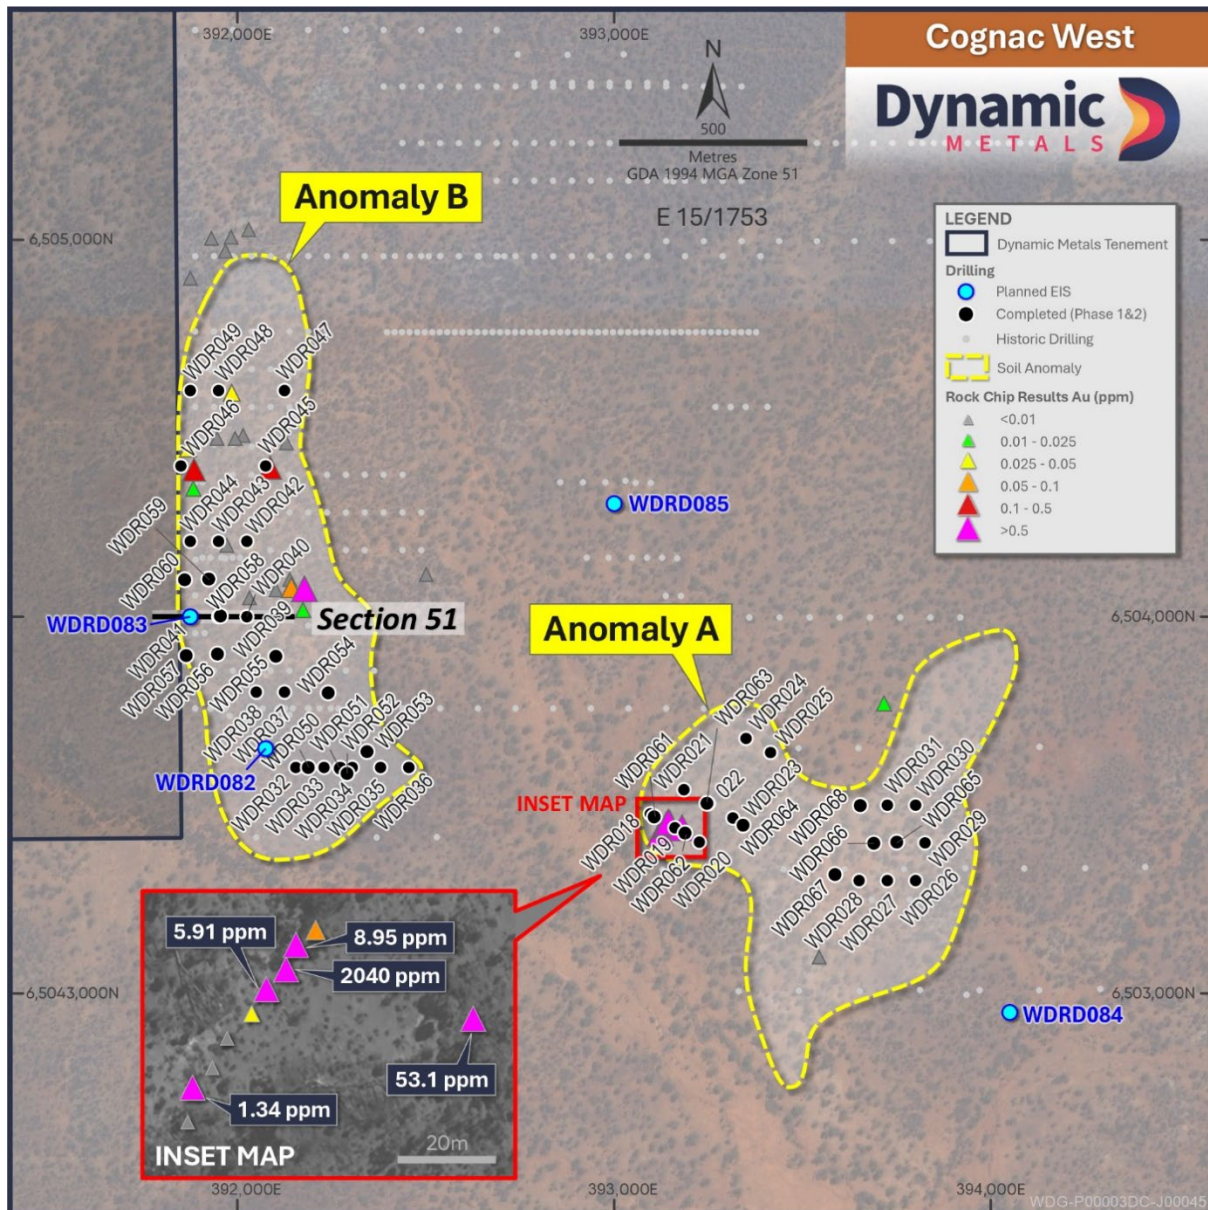 392,000E
393,000E
Cognac West
Dynamic
METALS
N
500
Metres
GDA 1994 MGA Zone 51
E 15/1753
Anomaly B
6,505,000N
LEGEND
Dynamic Metals Tenement
Drilling
Planned EIS
Completed (Phase 1&2)
Historic Drilling
Soil Anomaly
Rock Chip Results Au (ppm)
<0.01
0.01 - 0.025
0.025 - 0.05
0.05 - 0.1
0.1 - 0.5
>0.5
WDR049
WDR048
WDR047
WDR046
WDR045
WDR044
WDR043
WDR042
WDR059
WDRD085
WDR060
WDR058
WDR040
WDRD083
WDR041
WDR039
Section 51
6,504,000N
Anomaly A
WDR057
WDR056
WDR055
WDR054
WDR038
WDR037
WDR050
WDR051
WDR052
WDR053
WDRD082
WDR032
WDR033
WDR034
WDR035
WDR036
WDR063
WDR024
WDR025
WDR061
WDR021
022
WDR023
WDR064
INSET MAP
WDR018
WDR019
WDR062
WDR020
WDR031
WDR030
WDR065
WDR068
WDR066
WDR029
WDR067
WDR028
WDR027
WDR026
6,5043,000N
6,503,000N
WDRD084
5.91 ppm
8.95 ppm
2040 ppm
53.1 ppm
1.34 ppm
INSET MAP
20m
392,000E
393,000E
394,000E
WDG-P00003DC-J00045